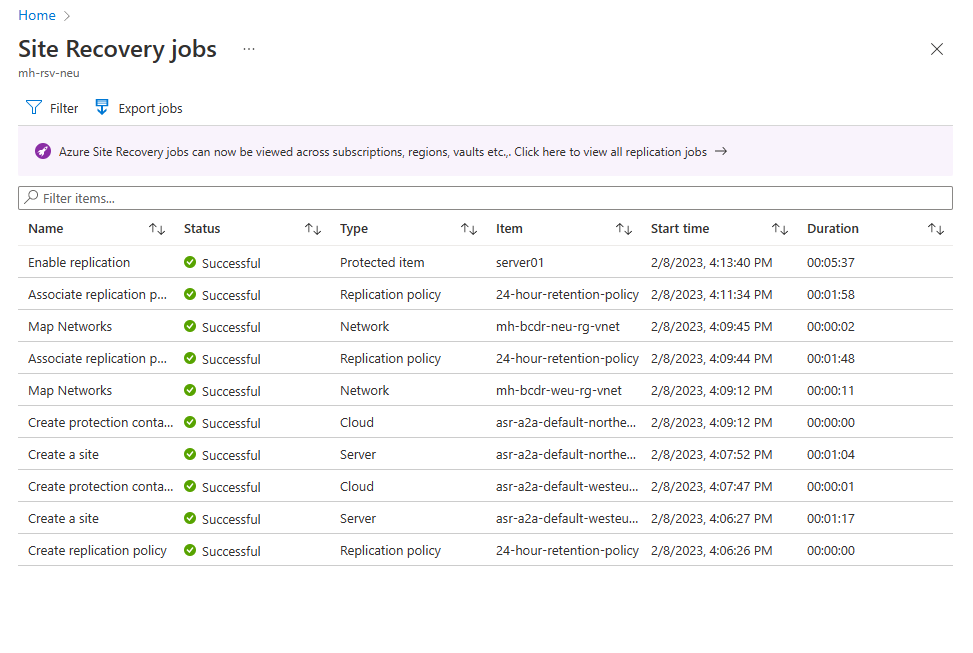 Home
Site Recovery jobs ...
mh-rsv-neu
Filter Export jobs
Azure Site Recovery jobs can now be viewed across subscriptions, regions, vaults etc.,. Click here to view all replication jobs →
Filter items...
Name Status Type Item Start time Duration
Enable replication Successful Protected item server01 2/8/2023, 4:13:40 PM 00:05:37
Associate replication p... Successful Replication policy 24-hour-retention-policy 2/8/2023, 4:11:34 PM 00:01:58
Map Networks Successful Network mh-bcdr-neu-rg-vnet 2/8/2023, 4:09:45 PM 00:00:02
Associate replication p... Successful Replication policy 24-hour-retention-policy 2/8/2023, 4:09:44 PM 00:01:48
Map Networks Successful Network mh-bcdr-weu-rg-vnet 2/8/2023, 4:09:12 PM 00:00:11
Create protection conta... Successful Cloud asr-a2a-default-northe... 2/8/2023, 4:09:12 PM 00:00:00
Create a site Successful Server asr-a2a-default-northe... 2/8/2023, 4:07:52 PM 00:01:04
Create protection conta... Successful Cloud asr-a2a-default-westeu... 2/8/2023, 4:07:47 PM 00:00:01
Create a site Successful Server asr-a2a-default-westeu... 2/8/2023, 4:06:27 PM 00:01:17
Create replication policy Successful Replication policy 24-hour-retention-policy 2/8/2023, 4:06:26 PM 00:00:00